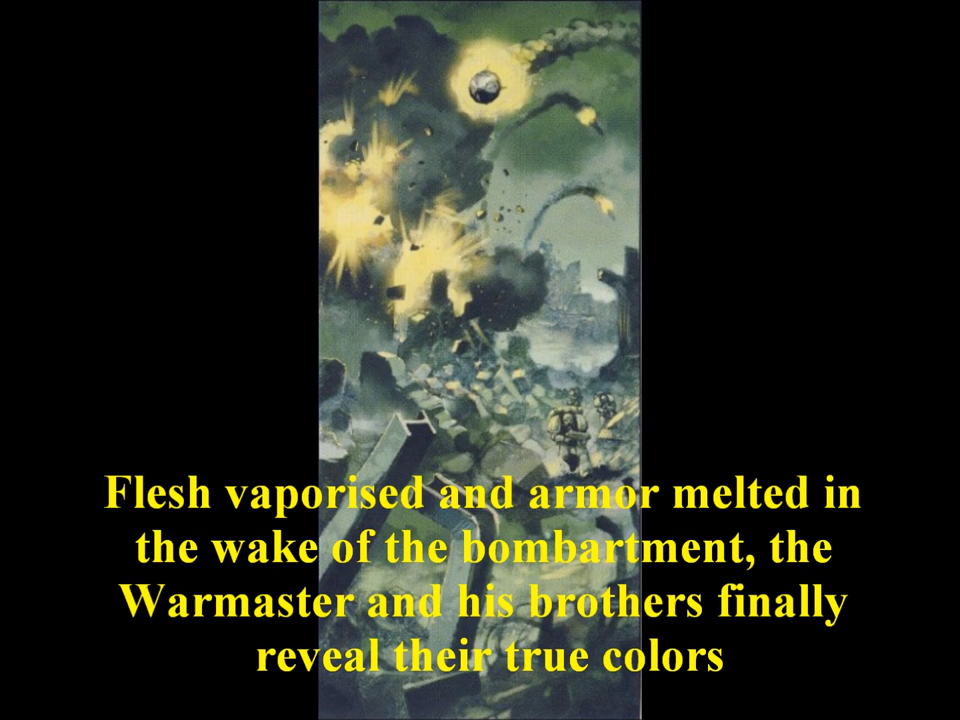 Flesh vaporised and armor melted in
the wake of the bombartment, the
Warmaster and his brothers finally
reveal their true colors